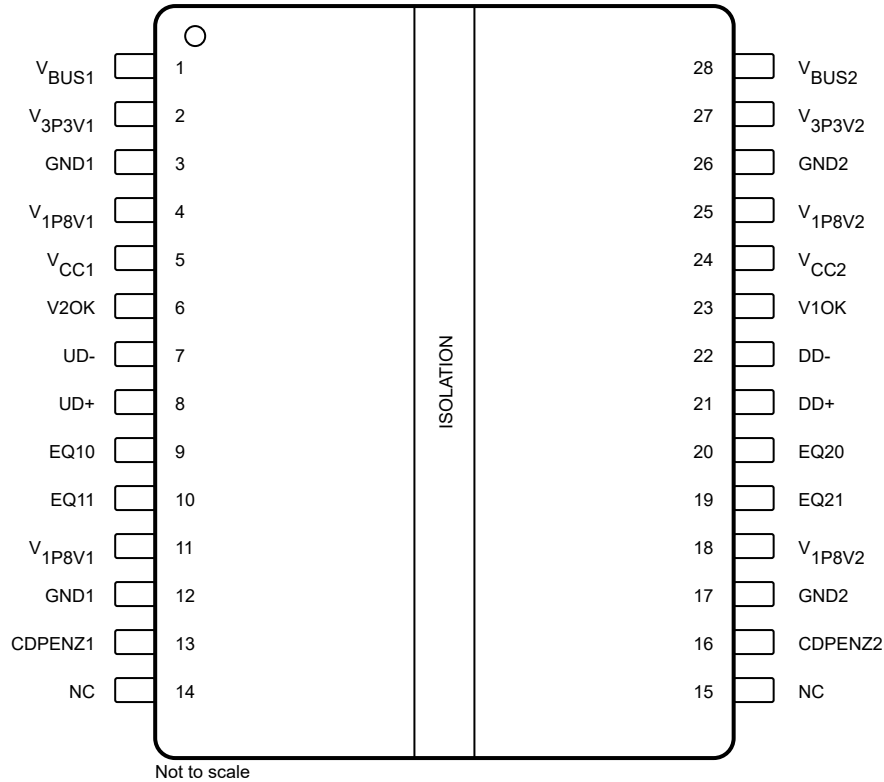 VBUS1 1 28 VBUS2
V3P3V1 2 27 V3P3V2
GND1 3 26 GND2
V1P8V1 4 25 V1P8V2
VCC1 5 24 VCC2
V2OK 6 23 V1OK
UD- 7 22 DD-
UD+ 8 21 DD+
ISOLATION
EQ10 9 20 EQ20
EQ11 10 19 EQ21
V1P8V1 11 18 V1P8V2
GND1 12 17 GND2
CDPENZ1 13 16 CDPENZ2
NC 14 15 NC
Not to scale